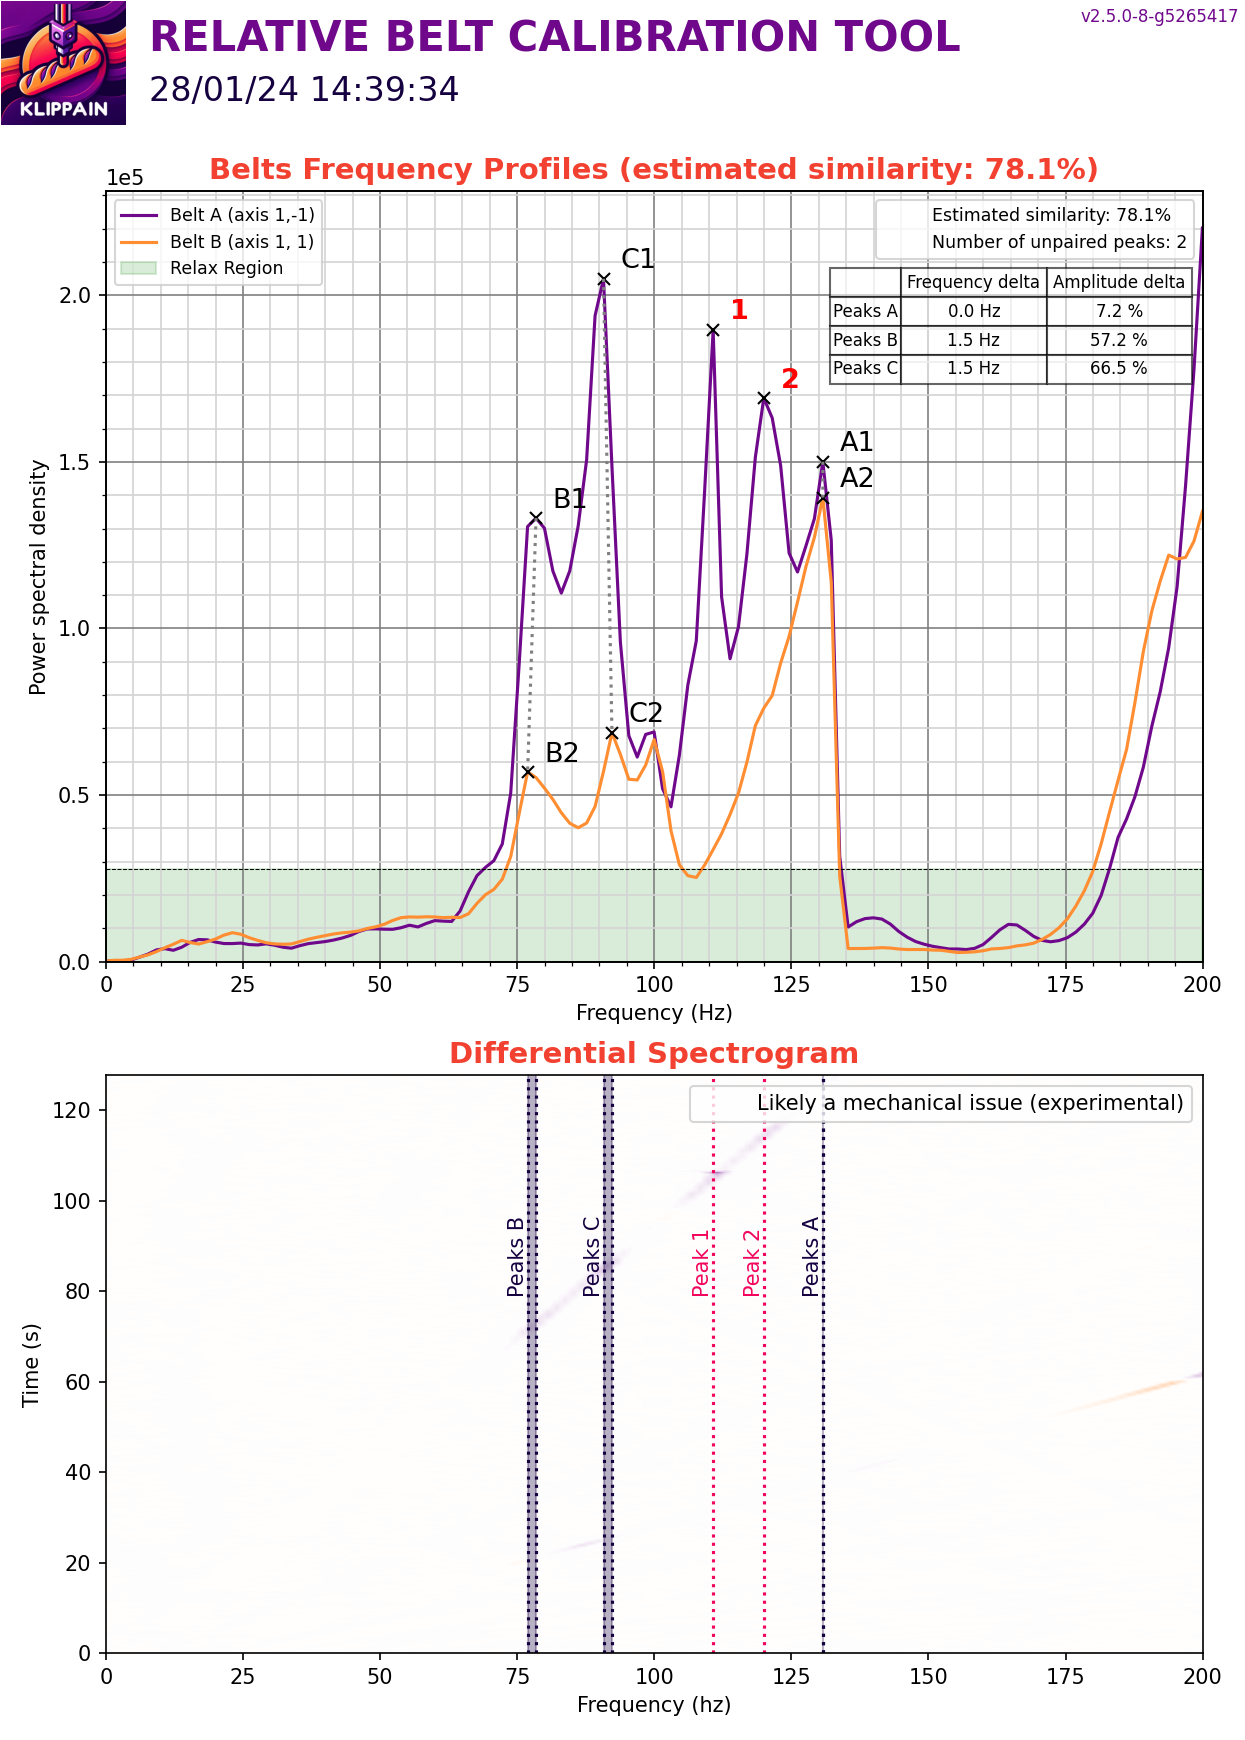 KLIPPAIN
RELATIVE BELT CALIBRATION TOOL
v2.5.0-8-g5265417
28/01/24 14:39:34
Belts Frequency Profiles (estimated similarity: 78.1%)
1e5
Belt A (axis 1,-1)
Belt B (axis 1, 1)
Relax Region
Estimated similarity: 78.1%
Number of unpaired peaks: 2
Frequency delta Amplitude delta
Peaks A 0.0 Hz 7.2 %
Peaks B 1.5 Hz 57.2 %
Peaks C 1.5 Hz 66.5 %
C1
1
2
A1
A2
B1
C2
B2
2.0
1.5
1.0
0.5
0.0
Power spectral density
0 25 50 75 100 125 150 175 200
Frequency (Hz)
Differential Spectrogram
Likely a mechanical issue (experimental)
Peaks B
Peaks C
Peak 1
Peak 2
Peaks A
120
100
80
60
40
20
0
Time (s)
0 25 50 75 100 125 150 175 200
Frequency (hz)